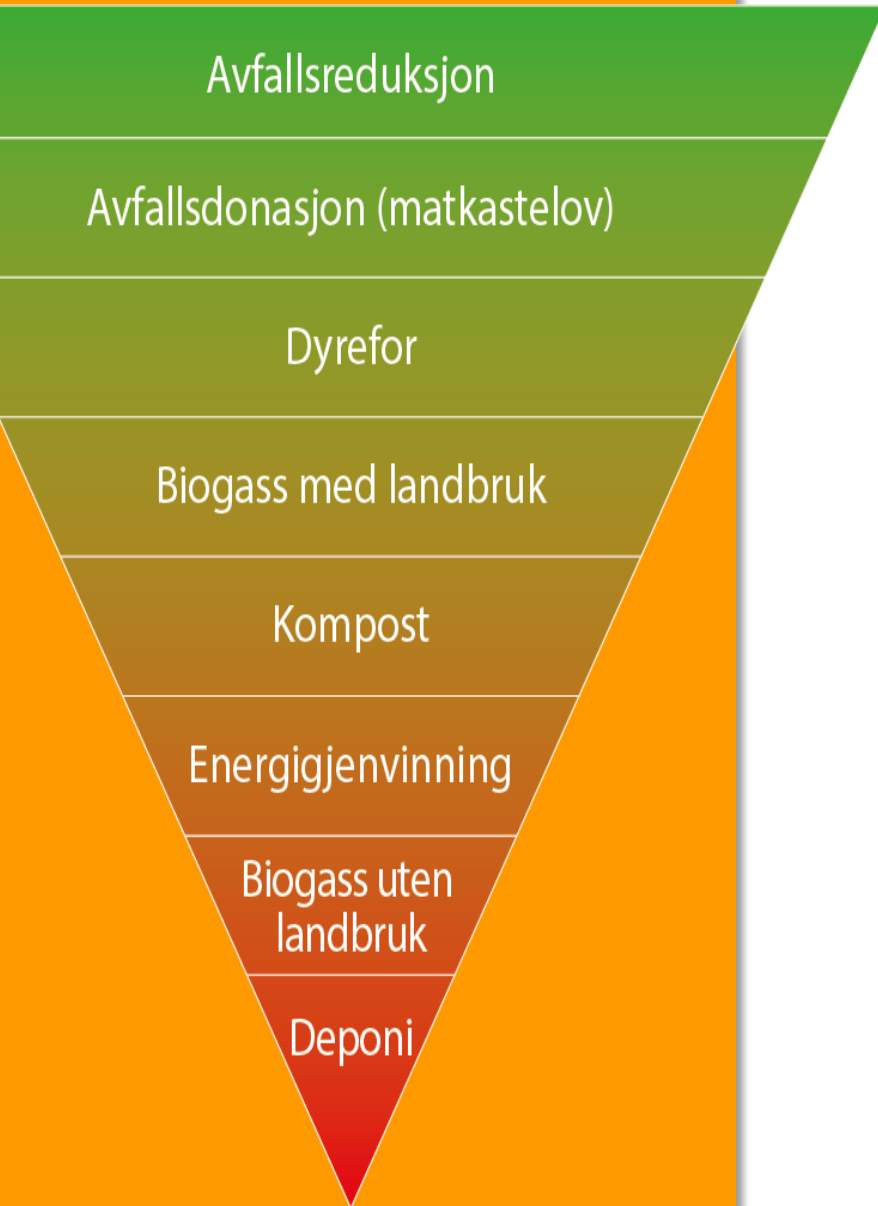 Avfallsreduksjon
Avfallsdonasjon (matkastelov)
Dyrefor
Biogass med landbruk
Kompost
Energigjenvinning
Biogass uten
landbruk
Deponi